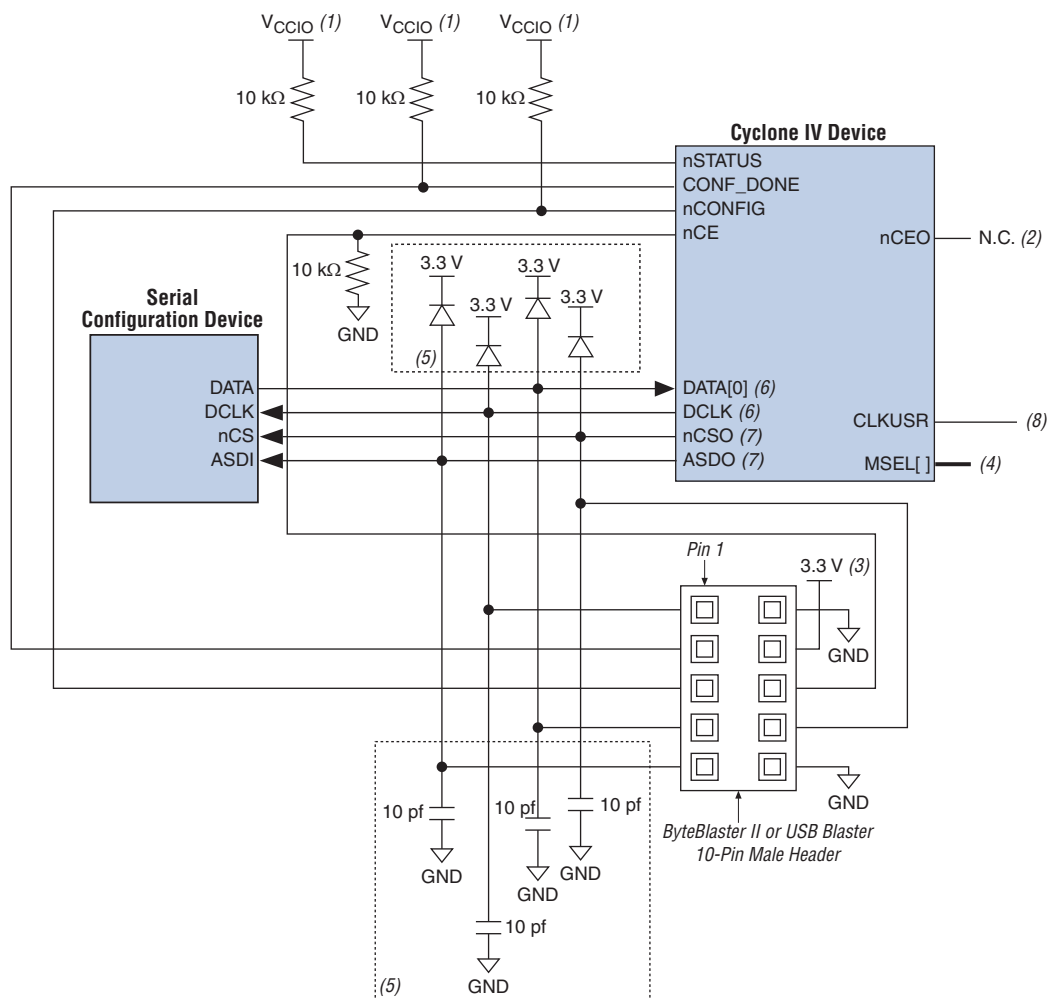 VCCIO (1) VCCIO (1) VCCIO (1)
10 kΩ 10 kΩ 10 kΩ
Cyclone IV Device
nSTATUS
CONF_DONE
nCONFIG
nCE
nCEO N.C. (2)
10 kΩ
GND
3.3 V 3.3 V
3.3 V 3.3 V
(5)
Serial
Configuration Device
DATA DATA[0] (6)
DCLK DCLK (6)
nCS nCSO (7)
ASDI ASDO (7)
CLKUSR (8)
MSEL[ ] (4)
Pin 1
3.3 V (3)
GND
GND
10 pf 10 pf 10 pf
GND GND GND
10 pf
GND
(5)
ByteBlaster II or USB Blaster
10-Pin Male Header